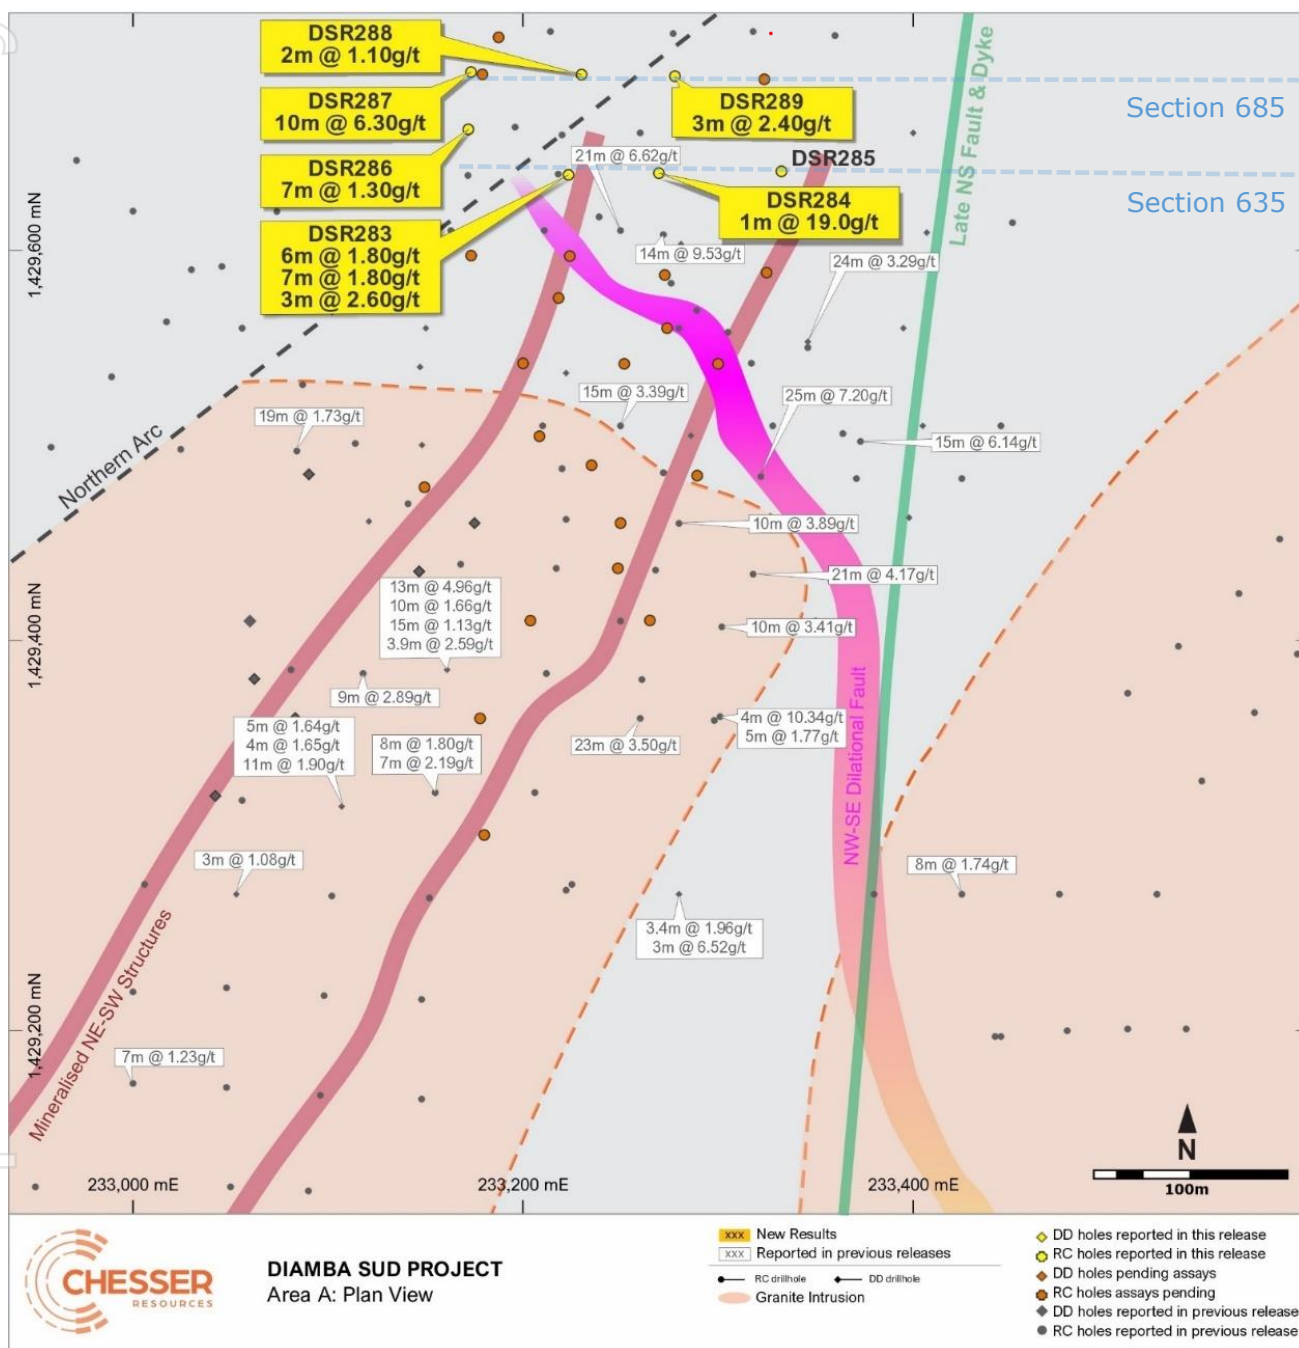 DSR288
2m @ 1.10g/t
DSR287
10m @ 6.30g/t
DSR289
3m @ 2.40g/t
Section 685
DSR286
7m @ 1.30g/t
21m @ 6.62g/t
DSR285
DSR284
1m @ 19.0g/t
Section 635
DSR283
6m @ 1.80g/t
7m @ 1.80g/t
3m @ 2.60g/t
Late NS Fault & Dyke
14m @ 9.53g/t
24m @ 3.29g/t
1,429,600 mN
15m @ 3.39g/t
25m @ 7.20g/t
19m @ 1.73g/t
15m @ 6.14g/t
Northern Arc
10m @ 3.89g/t
21m @ 4.17g/t
13m @ 4.96g/t
10m @ 1.66g/t
15m @ 1.13g/t
3.9m @ 2.59g/t
10m @ 3.41g/t
1,429,400 mN
9m @ 2.89g/t
5m @ 1.64g/t
4m @ 1.65g/t
11m @ 1.90g/t
8m @ 1.80g/t
7m @ 2.19g/t
23m @ 3.50g/t
4m @ 10.34g/t
5m @ 1.77g/t
NW-SE Dilational Fault
3m @ 1.08g/t
8m @ 1.74g/t
3.4m @ 1.96g/t
3m @ 6.52g/t
Mineralised NE-SW Structures
1,429,200 mN
7m @ 1.23g/t
N
100m
233,000 mE
233,200 mE
233,400 mE
CHESSER
RESOURCES
DIAMBA SUD PROJECT
Area A: Plan View
xxx New Results
xxx Reported in previous releases
RC drillhole
DD drillhole
Granite Intrusion
DD holes reported in this release
RC holes reported in this release
DD holes pending assays
RC holes assays pending
DD holes reported in previous release
RC holes reported in previous release